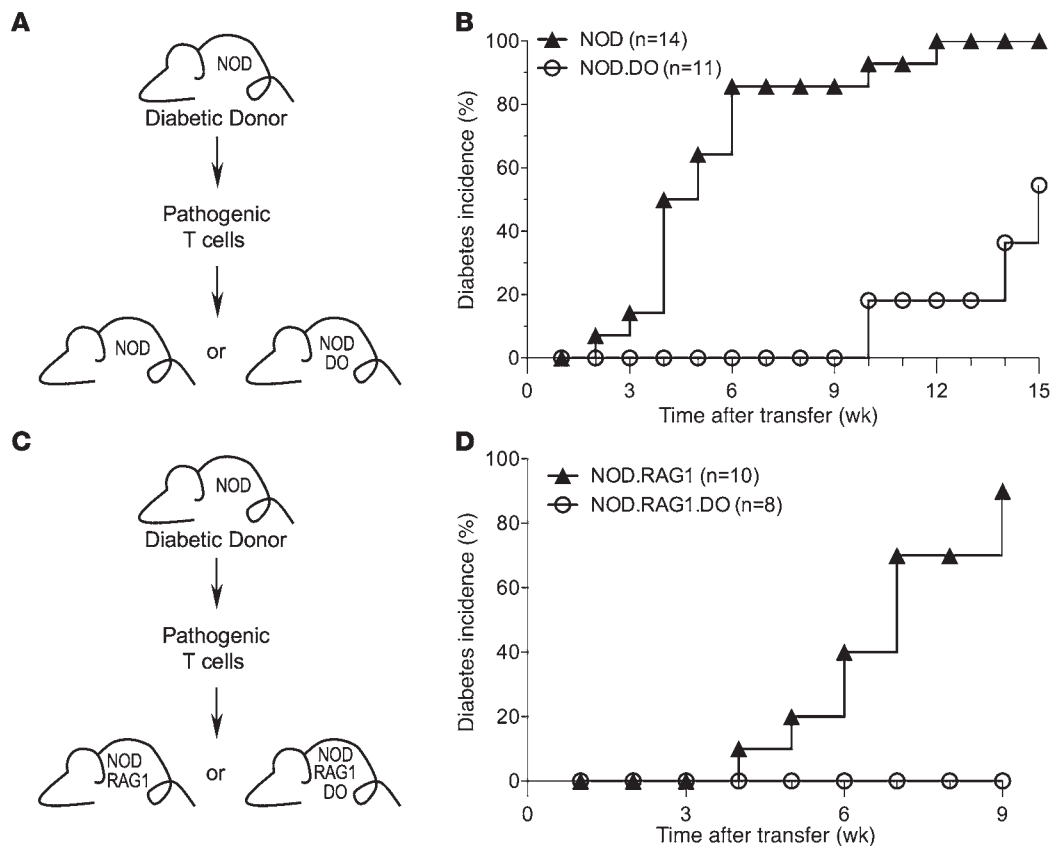 A
NOD
Diabetic Donor
Pathogenic
T cells
NOD
or
NOD
DO
B
NOD (n=14)
NOD.DO (n=11)
Diabetes incidence (%)
100
80
60
40
20
0
0 3 6 9 12 15
Time after transfer (wk)
C
NOD
Diabetic Donor
Pathogenic
T cells
NOD
RAG1
or
NOD
RAG1
DO
D
NOD.RAG1 (n=10)
NOD.RAG1.DO (n=8)
Diabetes incidence (%)
100
80
60
40
20
0
0 3 6 9
Time after transfer (wk)